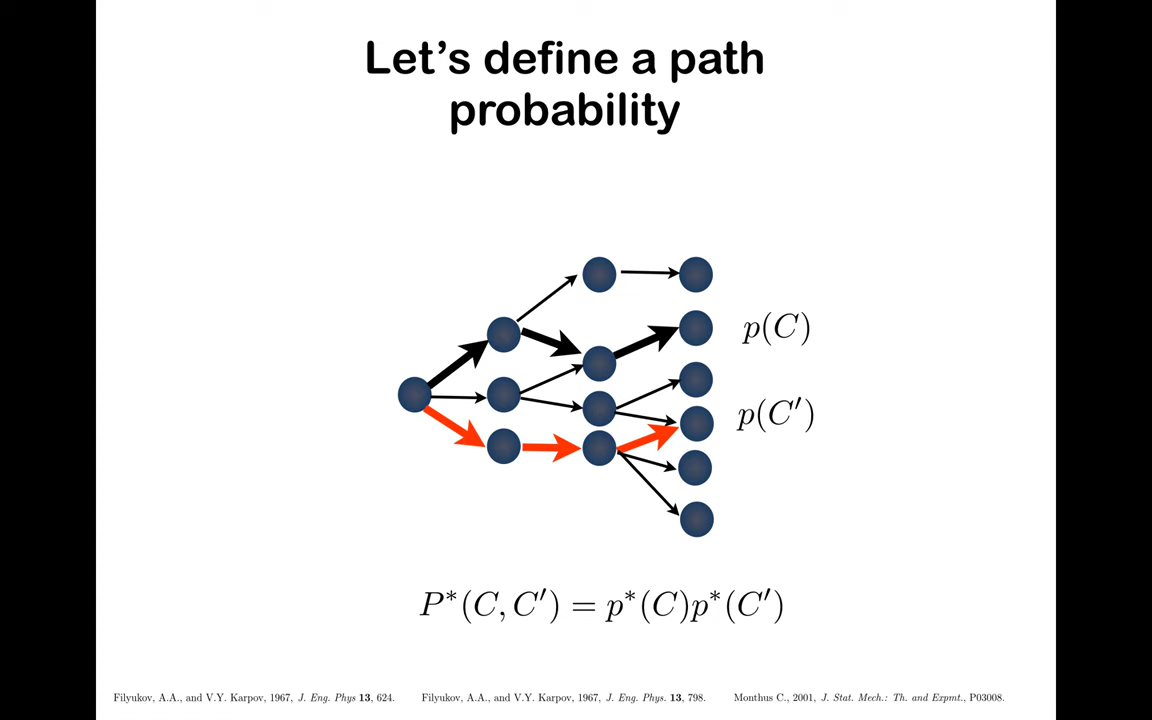 Let's define a path
probability
p(C)
p(C′)
P*(C, C′) = p*(C)p*(C′)
Filyukov, A.A., and V.Y. Karpov, 1967, J. Eng. Phys 13, 624.
Filyukov, A.A., and V.Y. Karpov, 1967, J. Eng. Phys. 13, 798.
Monthus C., 2001, J. Stat. Mech.: Th. and Expmt., P03008.